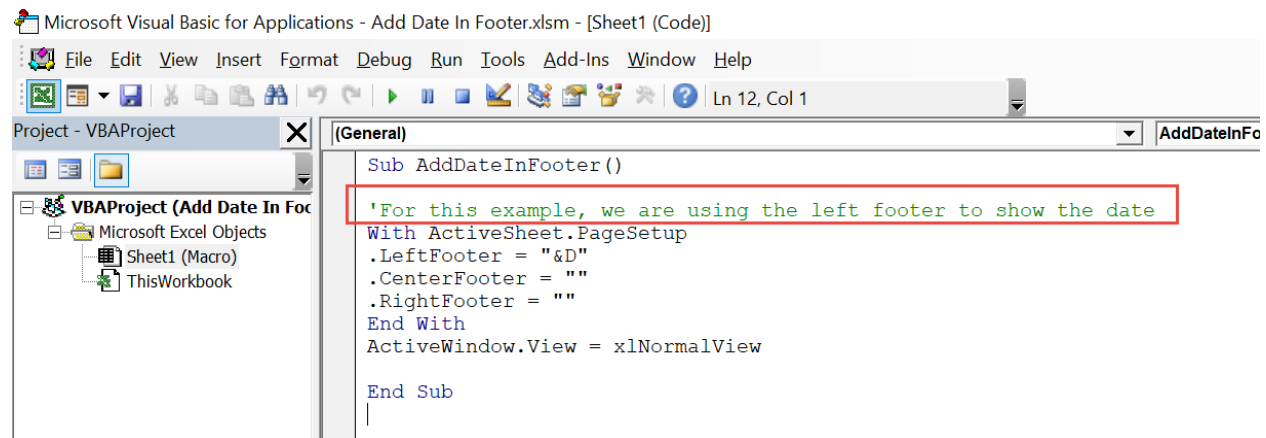 Microsoft Visual Basic for Applications - Add Date In Footer.xlsm - [Sheet1 (Code)]
File Edit View Insert Format Debug Run Tools Add-Ins Window Help
Ln 12, Col 1
Project - VBAProject
(General)
AddDateInFo
VBAProject (Add Date In Foo
Microsoft Excel Objects
Sheet1 (Macro)
ThisWorkbook
Sub AddDateInFooter()
'For this example, we are using the left footer to show the date
With ActiveSheet.PageSetup
.LeftFooter = "&D"
.CenterFooter = ""
.RightFooter = ""
End With
ActiveWindow.View = xlNormalView
End Sub